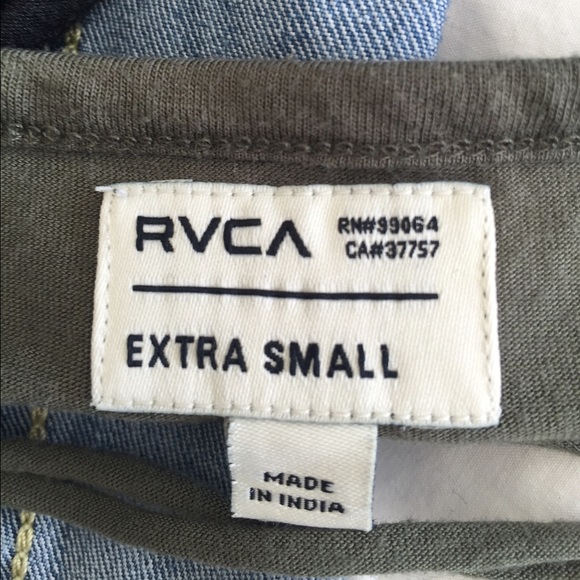 RVCA
RN#99064
CA#37757
EXTRA SMALL
MADE
IN INDIA